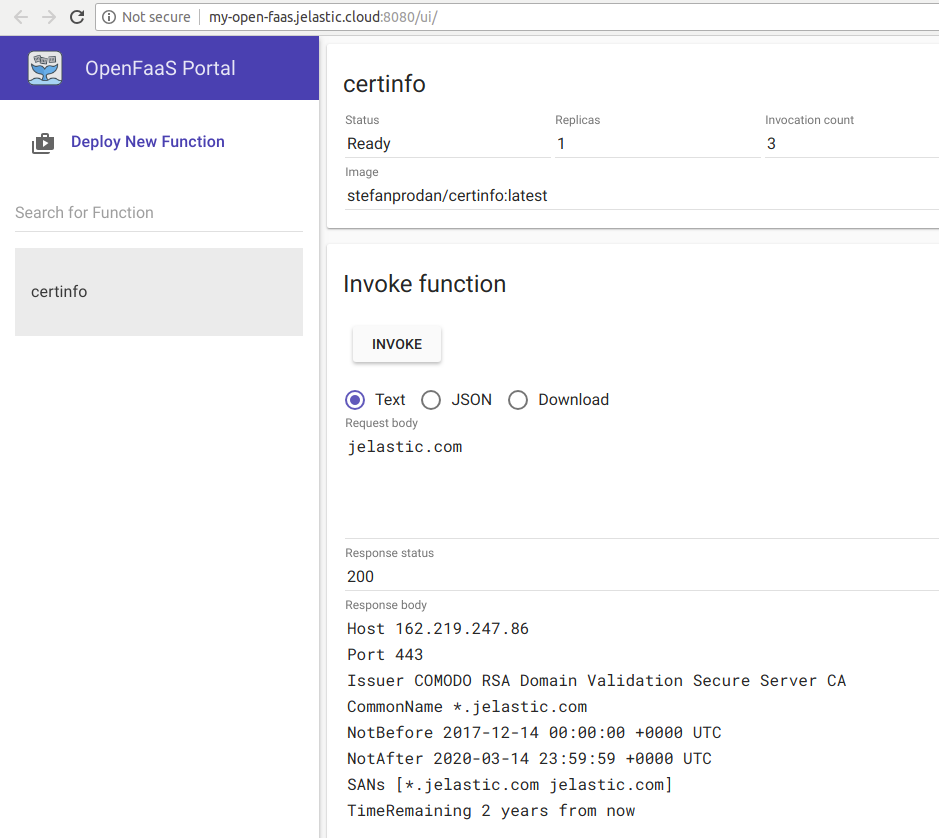 Not secure my-open-faas.jelastic.cloud:8080/ui/
OpenFaaS Portal
Deploy New Function
Search for Function
certinfo
certinfo
Status Replicas Invocation count
Ready 1 3
Image
stefanprodan/certinfo:latest
Invoke function
INVOKE
Text JSON Download
Request body
jelastic.com
Response status
200
Response body
Host 162.219.247.86
Port 443
Issuer COMODO RSA Domain Validation Secure Server CA
CommonName *.jelastic.com
NotBefore 2017-12-14 00:00:00 +0000 UTC
NotAfter 2020-03-14 23:59:59 +0000 UTC
SANs [*.jelastic.com jelastic.com]
TimeRemaining 2 years from now